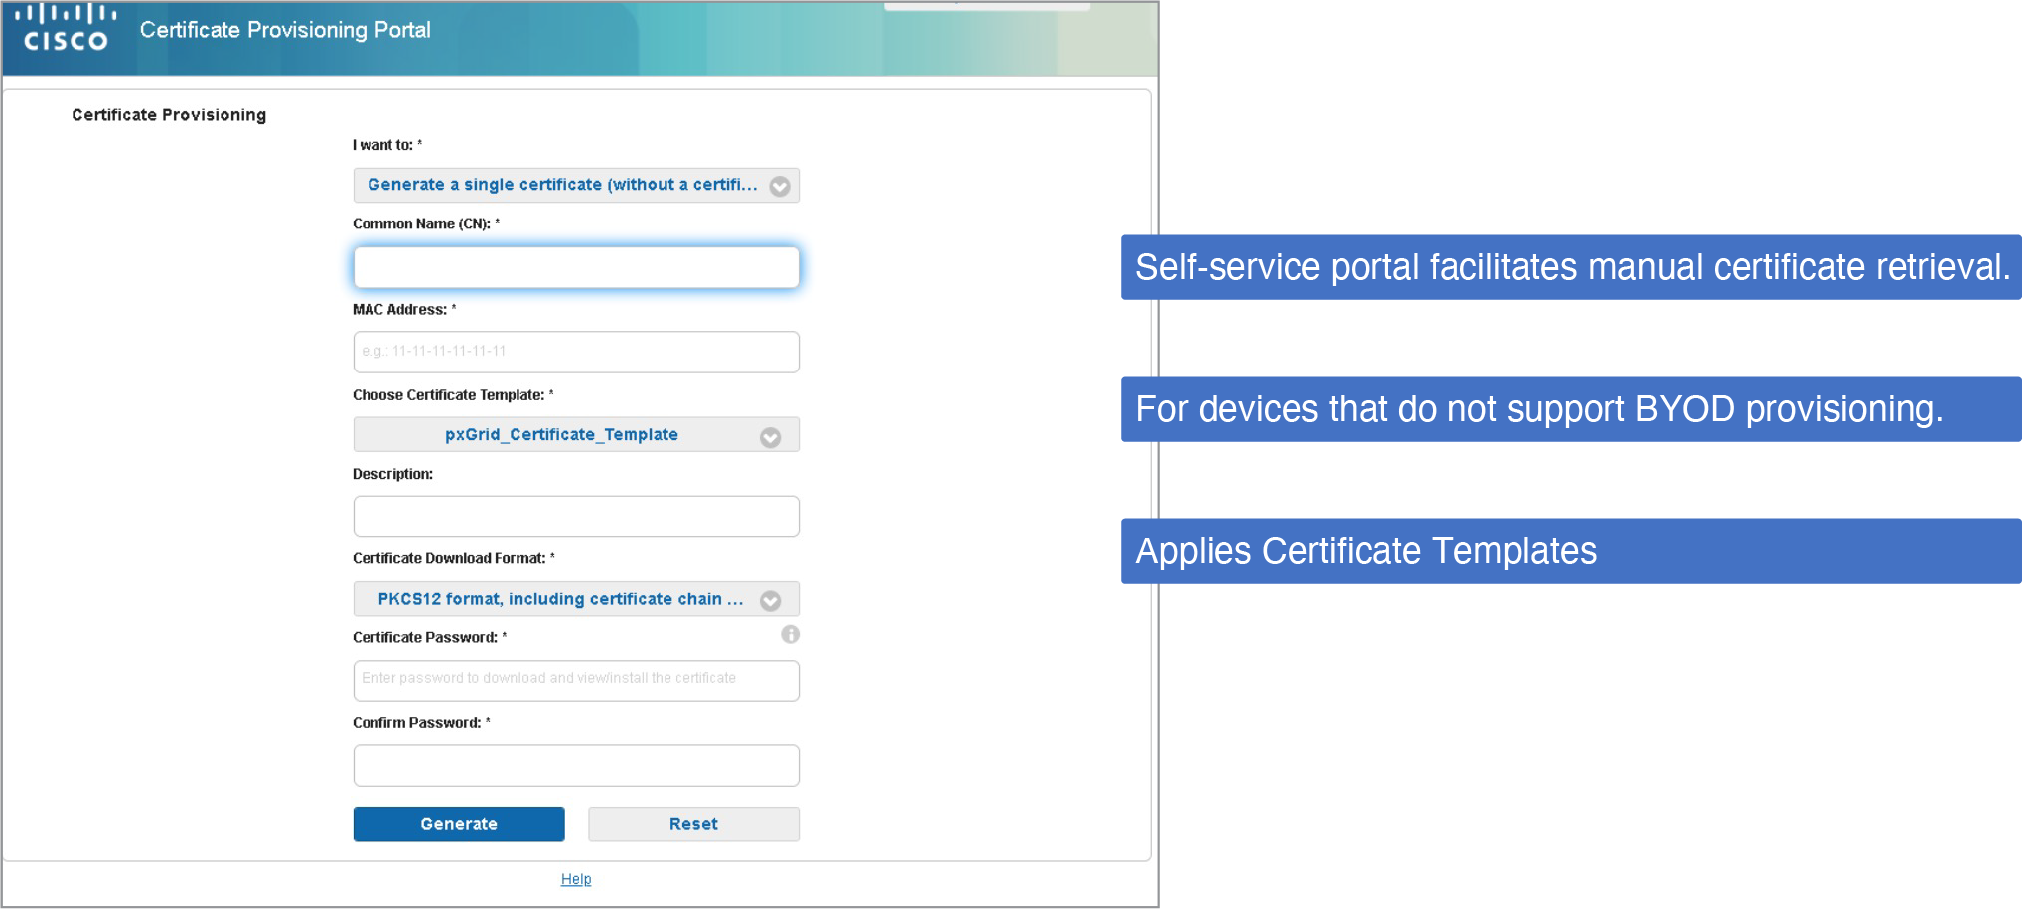 CISCO
Certificate Provisioning Portal
Certificate Provisioning
I want to: *
Generate a single certificate (without a certifi...
Common Name (CN): *
MAC Address: *
e.g.: 11-11-11-11-11-11
Choose Certificate Template: *
pxGrid_Certificate_Template
Description:
Certificate Download Format: *
PKCS12 format, including certificate chain ...
Certificate Password: *
Enter password to download and view/install the certificate
Confirm Password: *
Generate
Reset
Help
Self-service portal facilitates manual certificate retrieval.
For devices that do not support BYOD provisioning.
Applies Certificate Templates